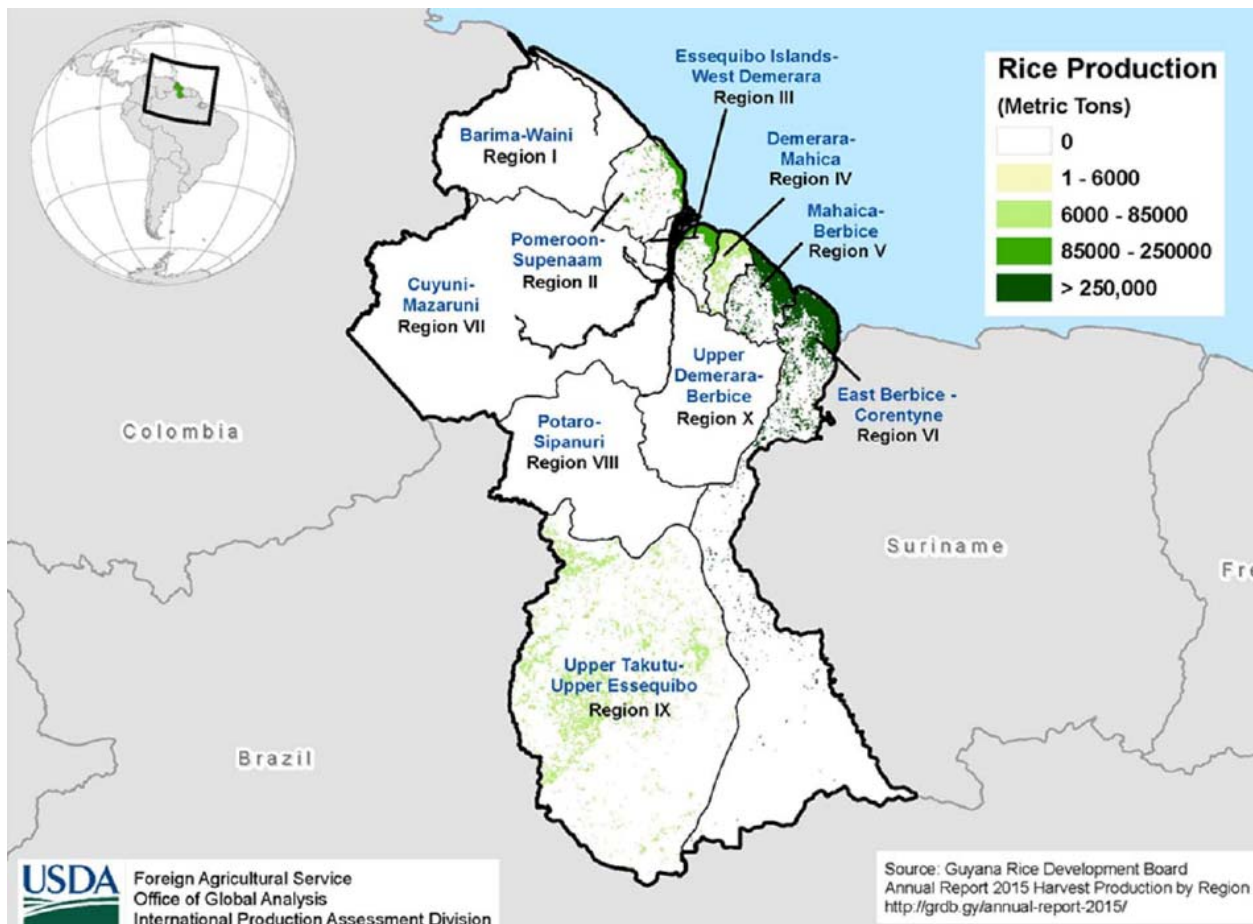 Essequibo Islands-
West Demerara
Region III
Barima-Waini
Region I
Demerara-
Mahica
Region IV
Mahaica-
Berbice
Region V
Pomeroon-
Supenaam
Region II
Cuyuni-
Mazaruni
Region VII
Upper
Demerara-
Berbice
Region X
East Berbice -
Corentyne
Region VI
Potaro-
Sipanuri
Region VIII
Upper Takutu-
Upper Essequibo
Region IX
Colombia
Brazil
Suriname
Fre
Rice Production
(Metric Tons)
0
1 - 6000
6000 - 85000
85000 - 250000
> 250,000
USDA
Foreign Agricultural Service
Office of Global Analysis
International Production Assessment Division
Source: Guyana Rice Development Board
Annual Report 2015 Harvest Production by Region
http://grdb.gy/annual-report-2015/